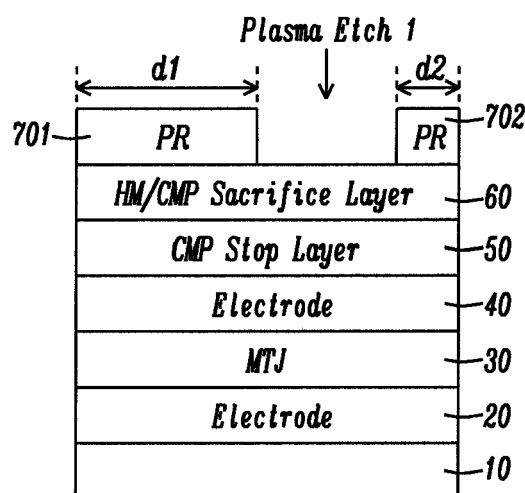 Plasma Etch 1
d1
d2
701
PR
PR
702
HM/CMP Sacrifice Layer
60
CMP Stop Layer
50
Electrode
40
MTJ
30
Electrode
20
10